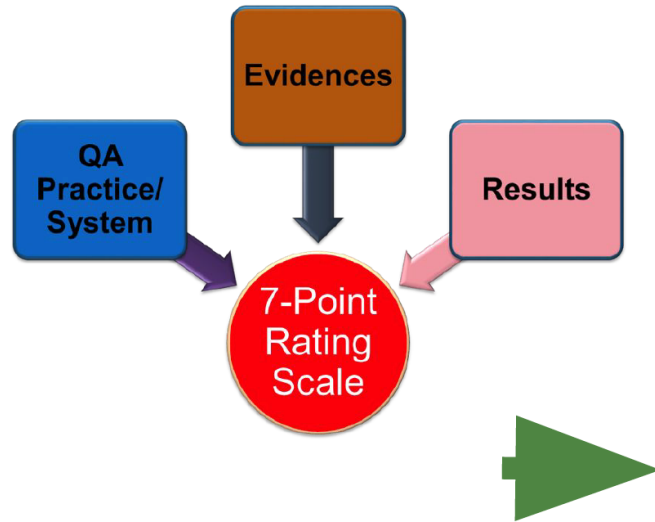 Evidences
QA
Practice/
System
Results
7-Point
Rating
Scale